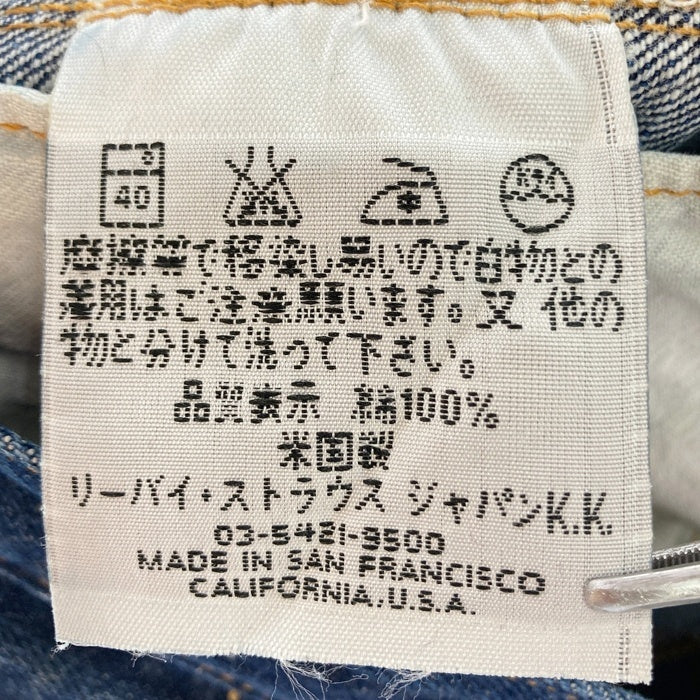 40
摩擦等で移染し易いので白物との
着用はご注意願います。又 他の
物と分けて洗って下さい。
品質表示 綿100%
米国製
リーバイ・ストラウス ジャパンK.K.
03-5421-9500
MADE IN SAN FRANCISCO
CALIFORNIA,U.S.A.